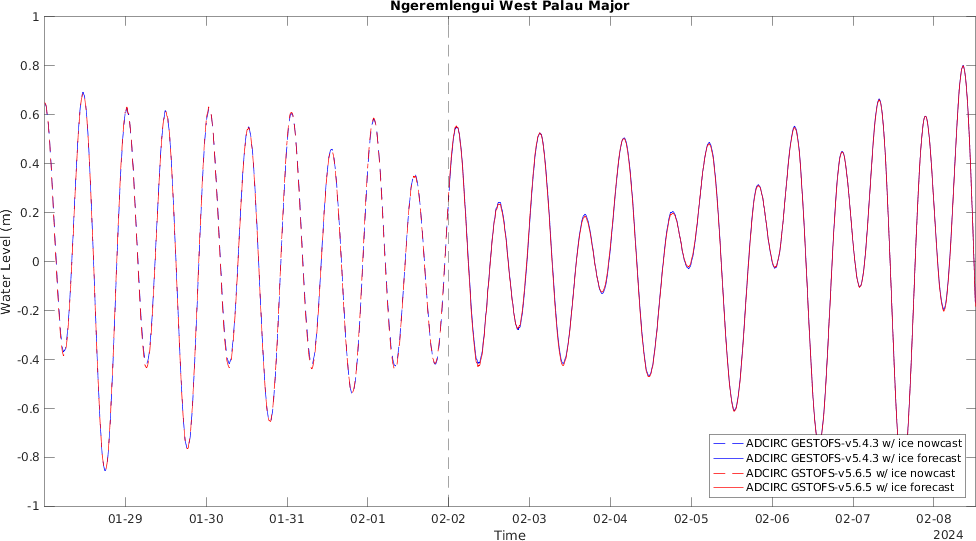 Ngeremlengui West Palau Major
1
0.8
0.6
0.4
0.2
0
-0.2
-0.4
-0.6
-0.8
-1
Water Level (m)
ADCIRC GESTOFS-v5.4.3 w/ ice nowcast
ADCIRC GESTOFS-v5.4.3 w/ ice forecast
ADCIRC GSTOFS-v5.6.5 w/ ice nowcast
ADCIRC GSTOFS-v5.6.5 w/ ice forecast
01-29 01-30 01-31 02-01 02-02 02-03 02-04 02-05 02-06 02-07 02-08
2024
Time